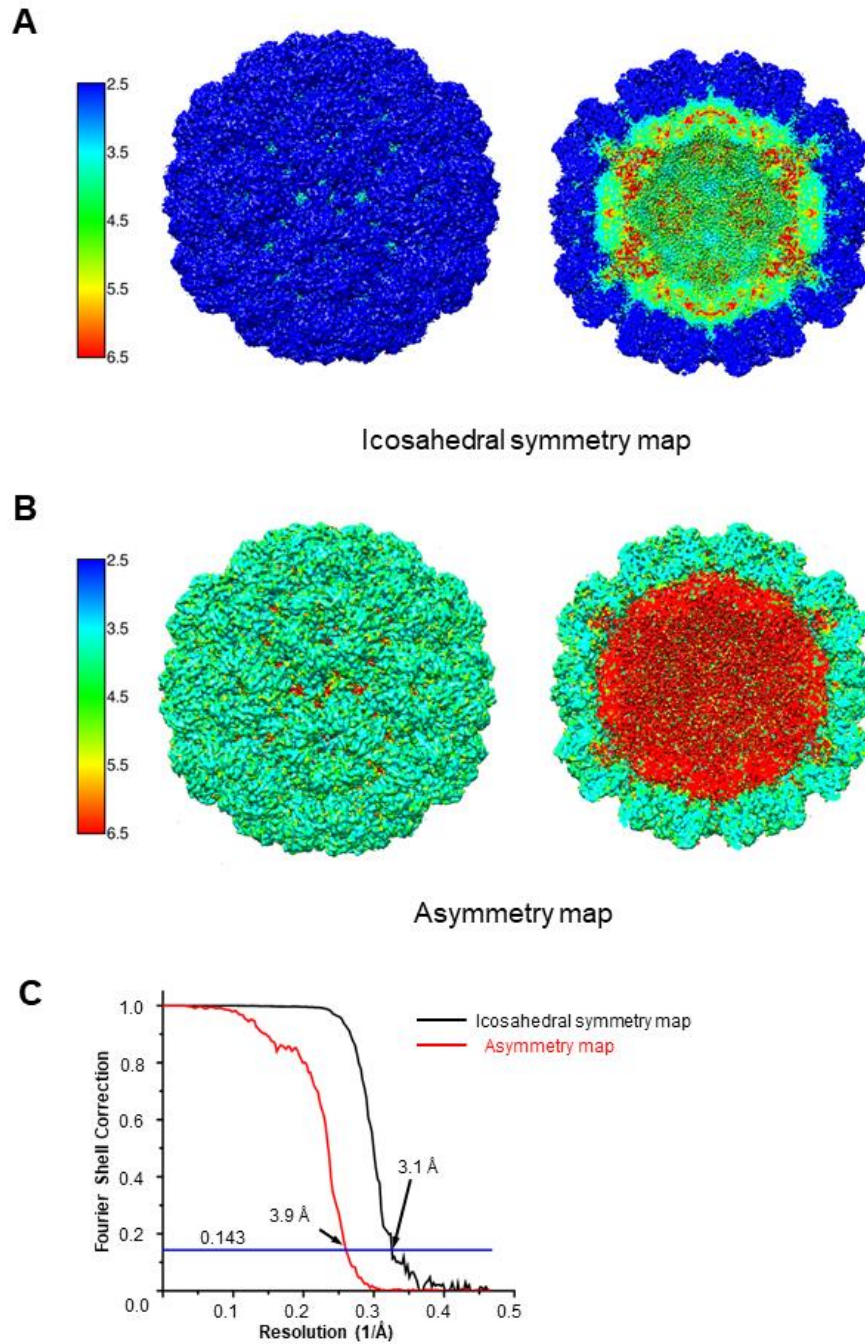 A
2.5
3.5
4.5
5.5
6.5
Icosahedral symmetry map
B
2.5
3.5
4.5
5.5
6.5
Asymmetry map
C
1.0
0.8
0.6
0.4
0.2
0.0
Fourier Shell Correction
Icosahedral symmetry map
Asymmetry map
3.1 Å
3.9 Å
0.143
0.1 0.2 0.3 0.4 0.5
Resolution (1/Å)